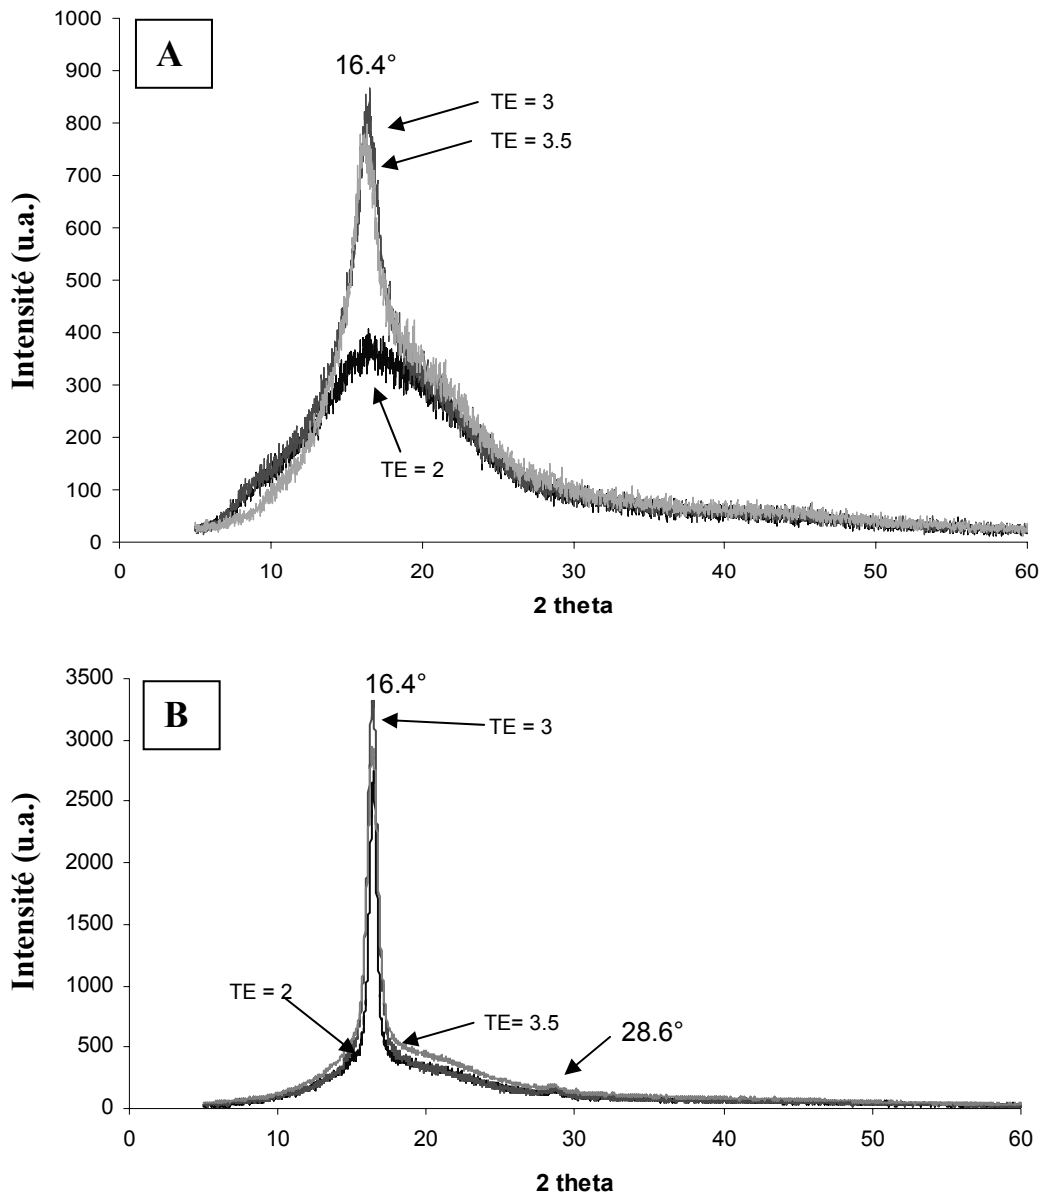 A
1000
900
800
700
600
500
400
300
200
100
0
Intensité (u.a.)
16.4°
TE = 3
TE = 3.5
TE = 2
0 10 20 30 40 50 60
2 theta
B
3500
3000
2500
2000
1500
1000
500
0
Intensité (u.a.)
16.4°
TE = 3
TE = 2
TE= 3.5
28.6°
0 10 20 30 40 50 60
2 theta